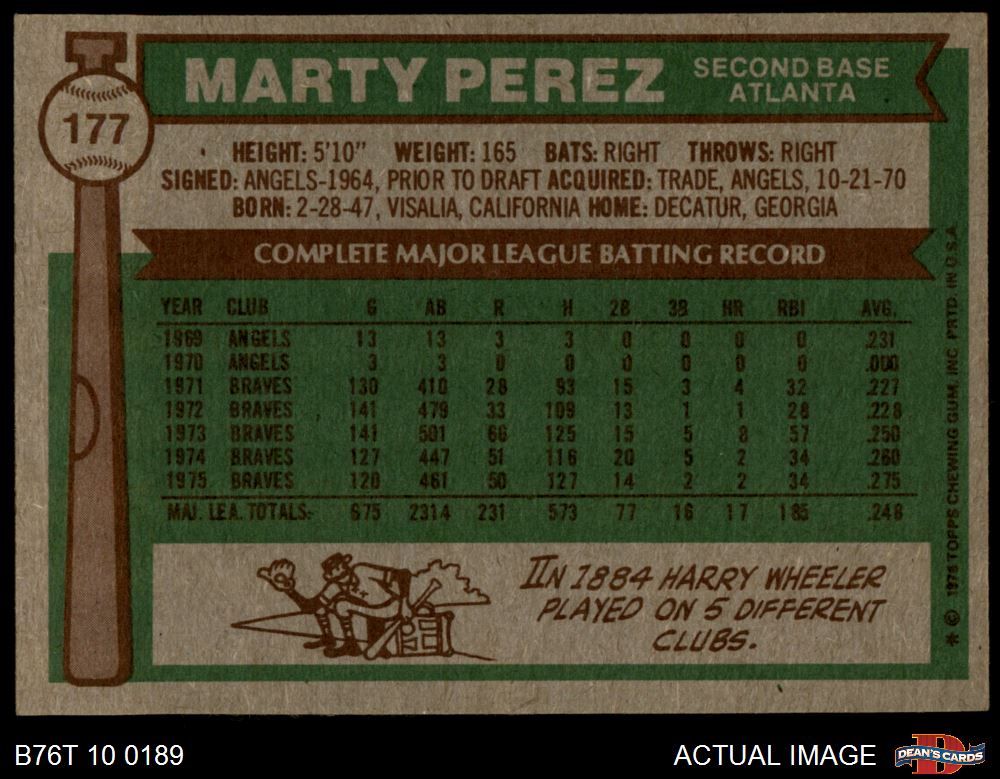 MARTY PEREZ
SECOND BASE
ATLANTA
177
HEIGHT: 5'10" WEIGHT: 165 BATS: RIGHT THROWS: RIGHT
SIGNED: ANGELS-1964, PRIOR TO DRAFT ACQUIRED: TRADE, ANGELS, 10-21-70
BORN: 2-28-47, VISALIA, CALIFORNIA HOME: DECATUR, GEORGIA
COMPLETE MAJOR LEAGUE BATTING RECORD
YEAR CLUB G AB R H 2B 3B HR RBI AVG.
1969 ANGELS 13 13 3 3 0 0 0 0 .231
1970 ANGELS 3 3 0 0 0 0 0 0 .000
1971 BRAVES 130 410 28 93 15 3 4 32 .227
1972 BRAVES 141 479 33 109 13 1 1 28 .228
1973 BRAVES 141 501 66 125 15 5 8 57 .250
1974 BRAVES 127 447 51 116 20 5 2 34 .260
1975 BRAVES 120 461 50 127 14 2 2 34 .275
MAJ. LEA. TOTALS- 675 2314 231 573 77 16 17 185 .248
IN 1884 HARRY WHEELER
PLAYED ON 5 DIFFERENT
CLUBS.
* © 1976 TOPPS CHEWING GUM, INC. PRTD. IN U.S.A.
B76T 10 0189
ACTUAL IMAGE
DEAN'S CARDS